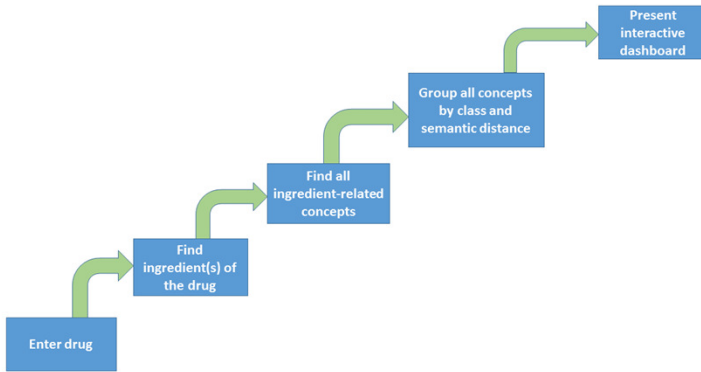 Present
interactive
dashboard
Group all concepts
by class and
semantic distance
Find all
ingredient-related
concepts
Find
ingredient(s) of
the drug
Enter drug